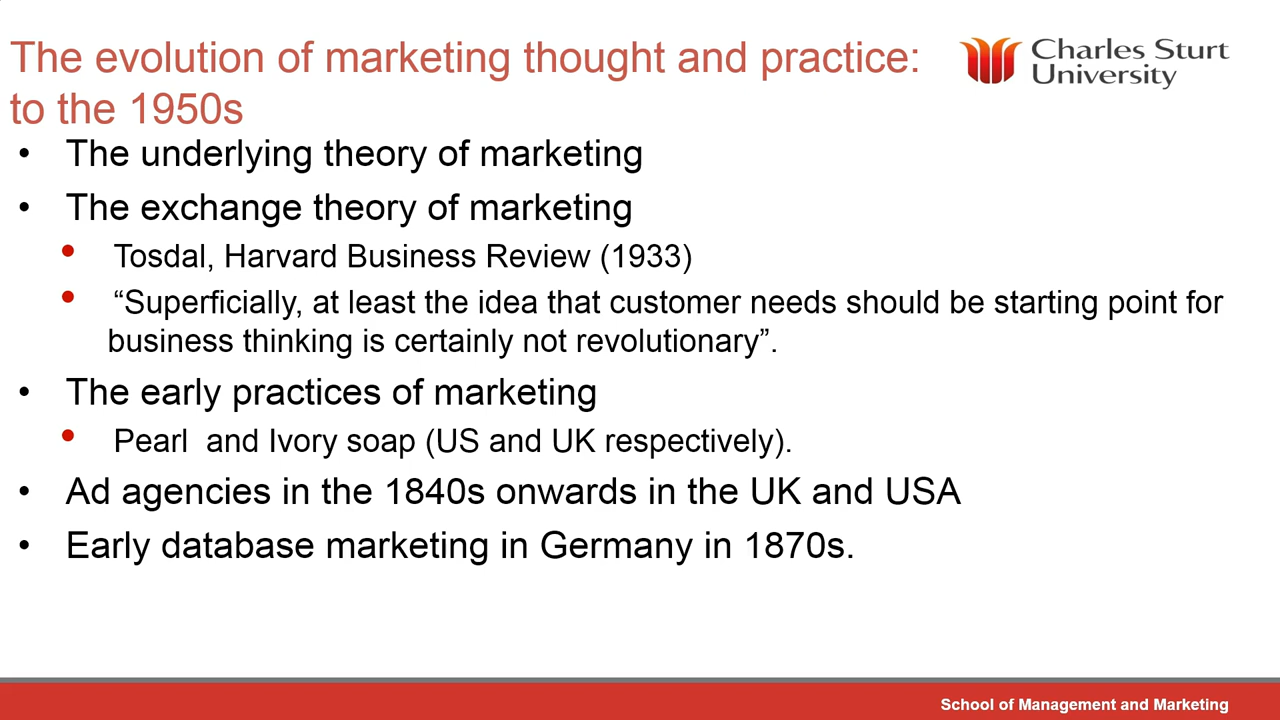 The evolution of marketing thought and practice:
to the 1950s
Charles Sturt
University
• The underlying theory of marketing
• The exchange theory of marketing
• Tosdal, Harvard Business Review (1933)
• “Superficially, at least the idea that customer needs should be starting point for
business thinking is certainly not revolutionary”.
• The early practices of marketing
• Pearl  and Ivory soap (US and UK respectively).
• Ad agencies in the 1840s onwards in the UK and USA
• Early database marketing in Germany in 1870s.
School of Management and Marketing